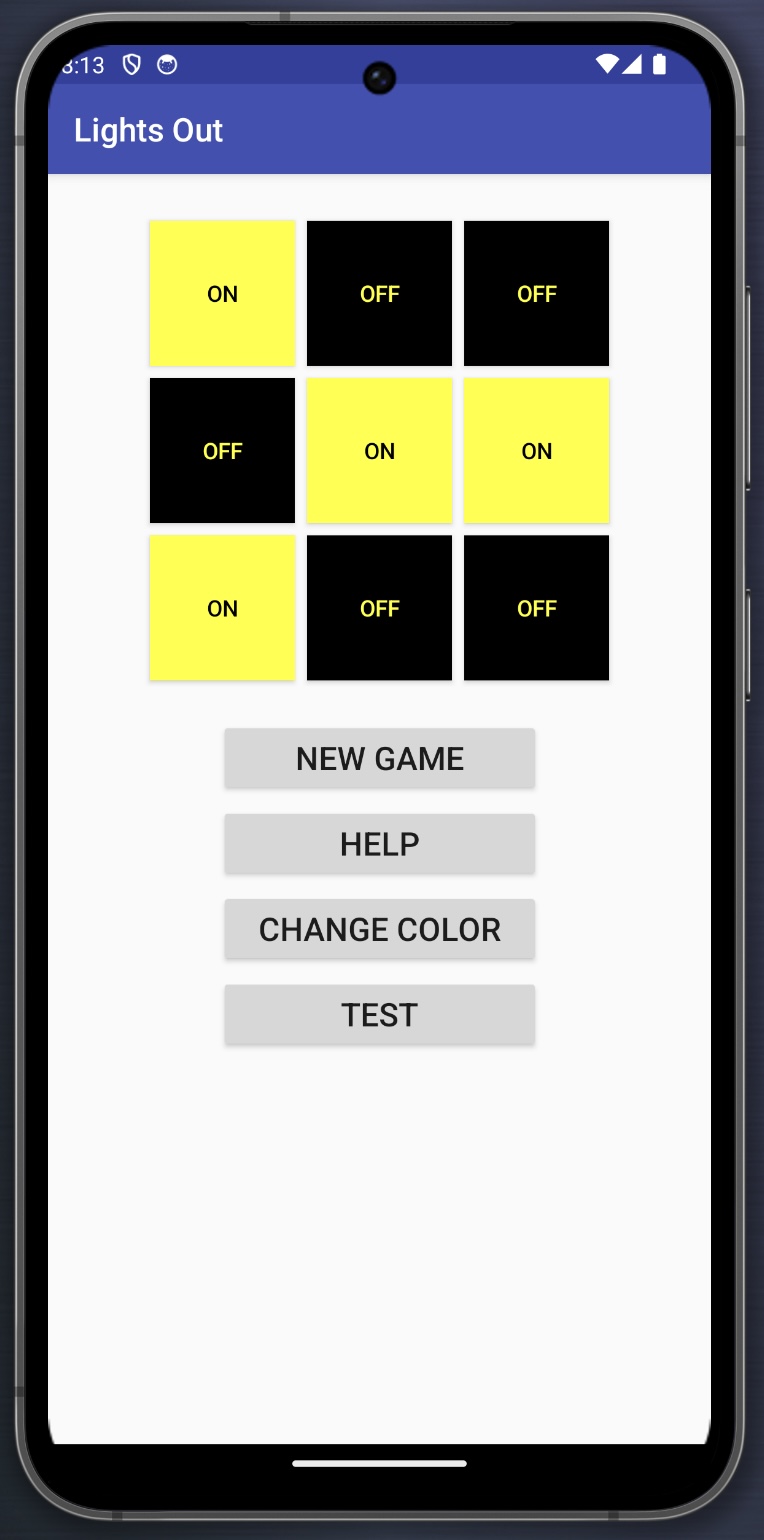 8:13
Lights Out
ON OFF OFF
OFF ON ON
ON OFF OFF
NEW GAME
HELP
CHANGE COLOR
TEST